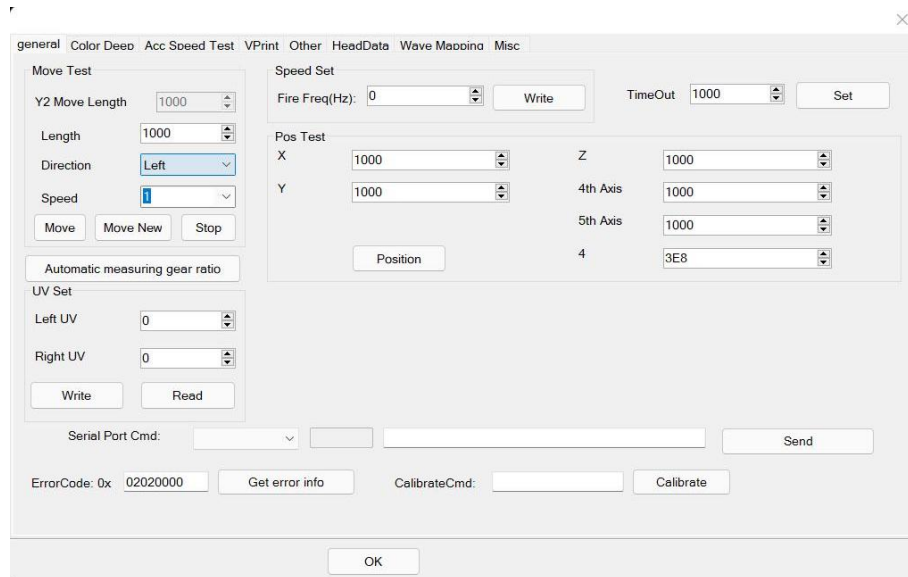 general Color Deep Acc Speed Test VPrint Other HeadData Wave Mapping Misc
Move Test
Y2 Move Length 1000
Length 1000
Direction Left
Speed 1
Move Move New Stop
Automatic measuring gear ratio
Speed Set
Fire Freq(Hz): 0 Write
TimeOut 1000 Set
Pos Test
X 1000 Z 1000
Y 1000 4th Axis 1000
5th Axis 1000
Position 4 3E8
UV Set
Left UV 0
Right UV 0
Write Read
Serial Port Cmd: Send
ErrorCode: 0x 02020000 Get error info CalibrateCmd: Calibrate
OK